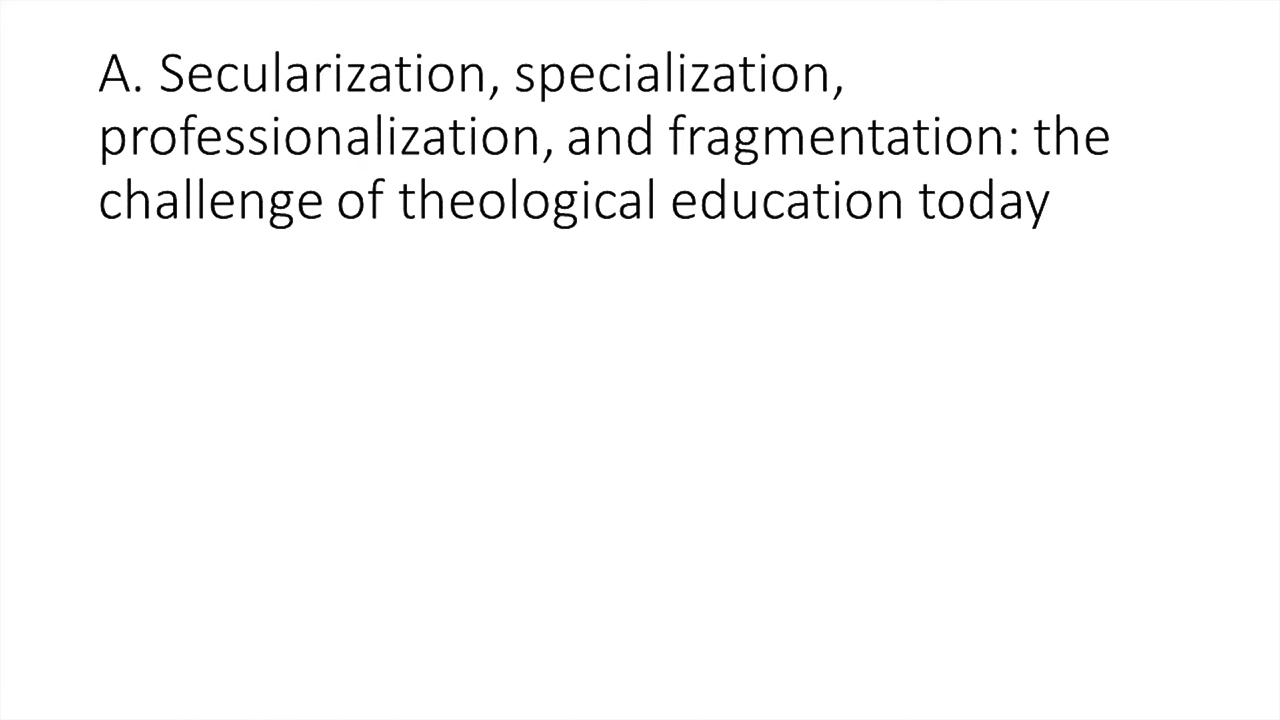 A. Secularization, specialization,
professionalization, and fragmentation: the
challenge of theological education today